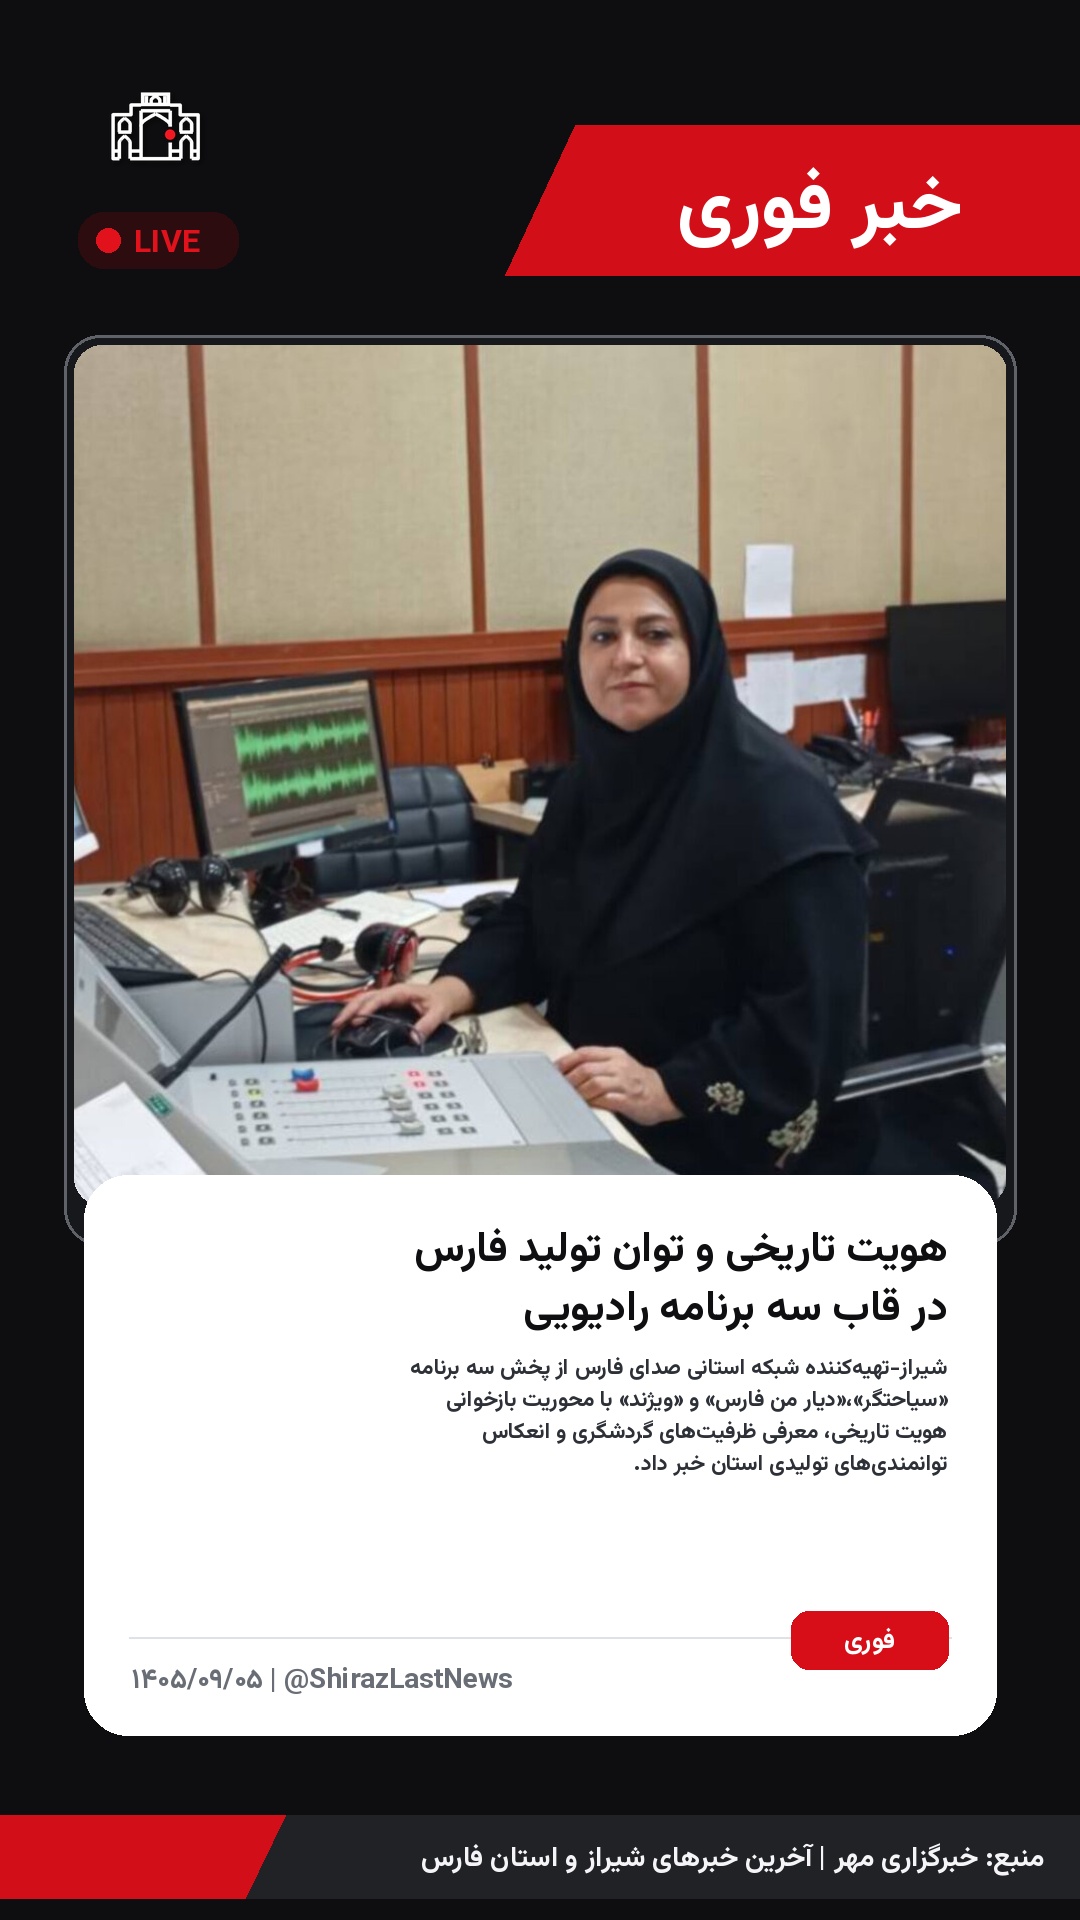 LIVE
خبر فوری
هویت تاریخی و توان تولید فارس
در قاب سه برنامه رادیویی
شیراز-تهیه‌کننده شبکه استانی صدای فارس از پخش سه برنامه
«سیاحتگر»،«دیار من فارس» و «ویژند» با محوریت بازخوانی
هویت تاریخی، معرفی ظرفیت‌های گردشگری و انعکاس
توانمندی‌های تولیدی استان خبر داد.
فوری
۱۴۰۵/۰۹/۰۵ | @ShirazLastNews
منبع: خبرگزاری مهر | آخرین خبرهای شیراز و استان فارس